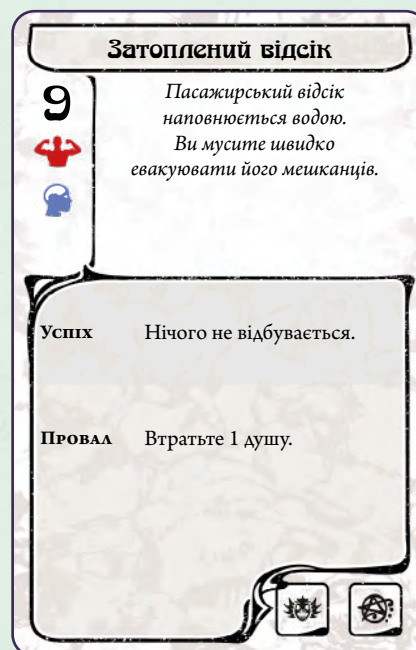 Затоплений відсік
9
Пасажирський відсік
наповнюється водою.
Ви мусите швидко
евакуювати його мешканців.
Успіх Нічого не відбувається.
Провал Втратьте 1 душу.